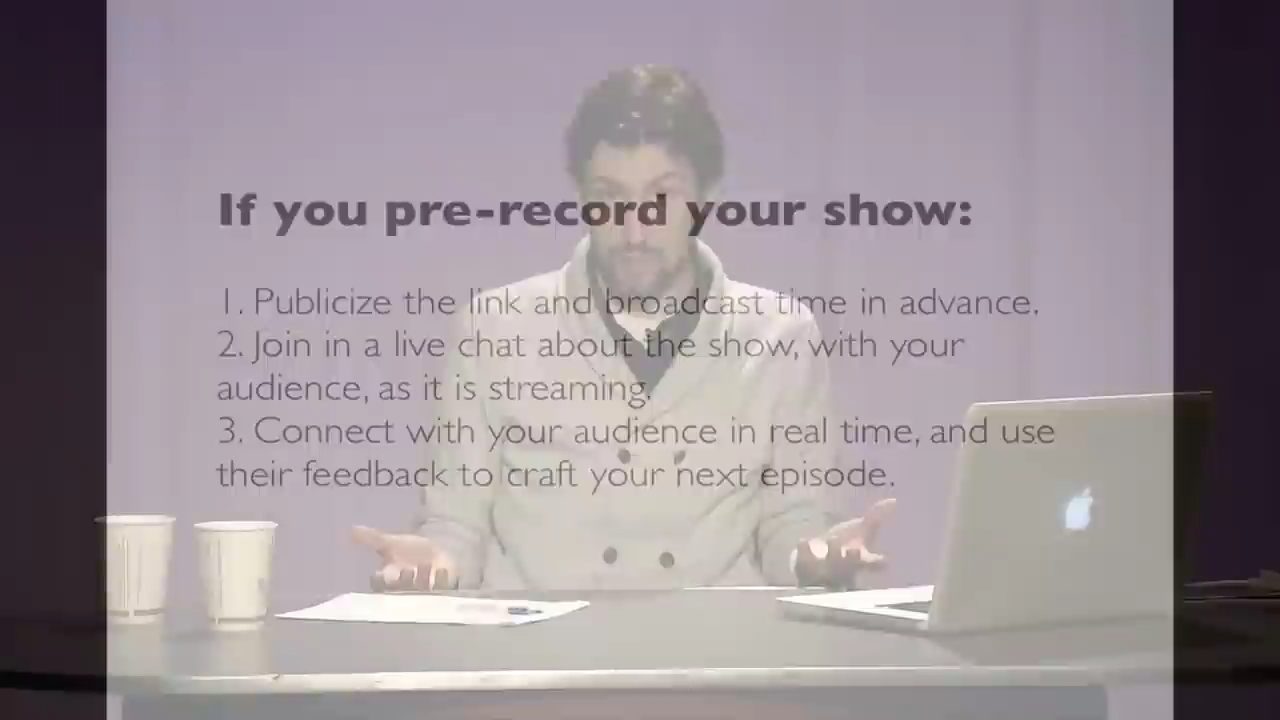 If you pre-record your show:
1. Publicize the link and broadcast time in advance.
2. Join in a live chat about the show, with your
audience, as it is streaming.
3. Connect with your audience in real time, and use
their feedback to craft your next episode.